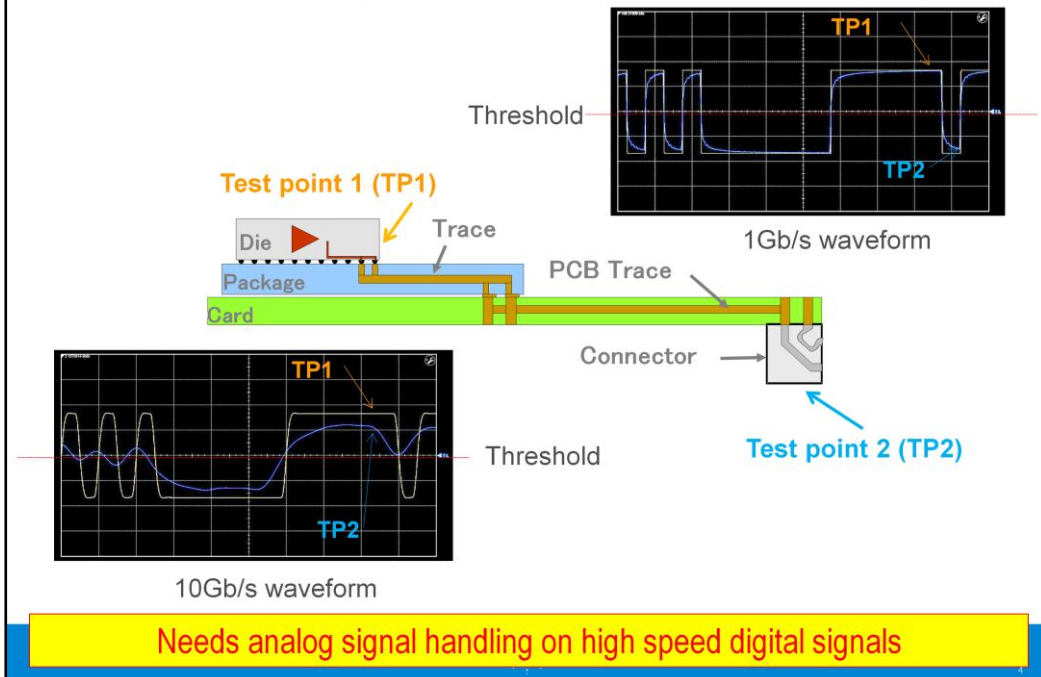 TP1
Threshold
TP2
1Gb/s waveform
Test point 1 (TP1)
Trace
Die
Package
PCB Trace
Card
Connector
Test point 2 (TP2)
TP1
Threshold
TP2
10Gb/s waveform
Needs analog signal handling on high speed digital signals
4